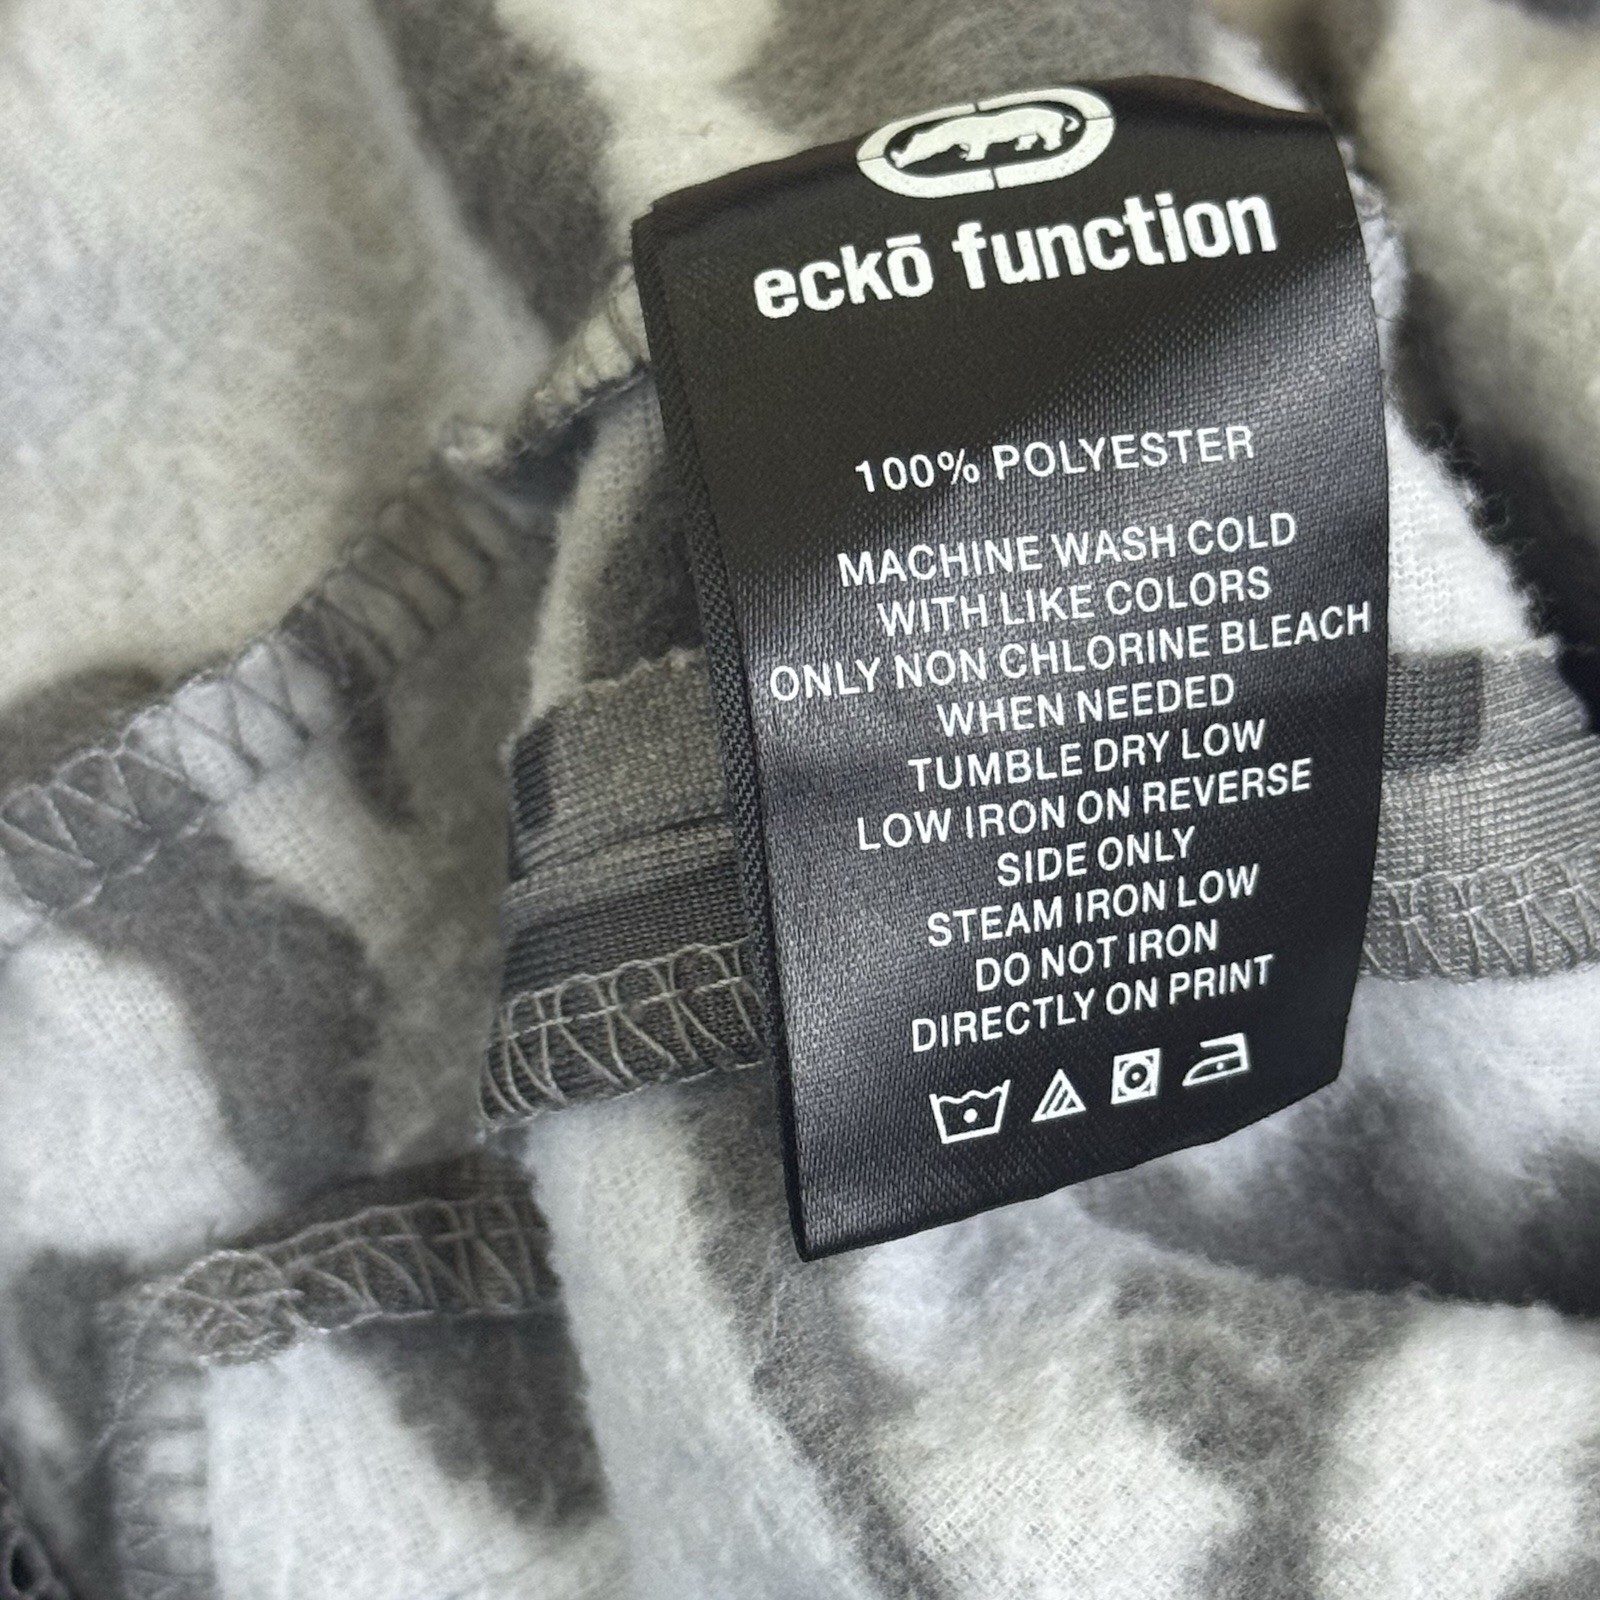 eckō function
100% POLYESTER
MACHINE WASH COLD
WITH LIKE COLORS
ONLY NON CHLORINE BLEACH
WHEN NEEDED
TUMBLE DRY LOW
LOW IRON ON REVERSE
SIDE ONLY
STEAM IRON LOW
DO NOT IRON
DIRECTLY ON PRINT